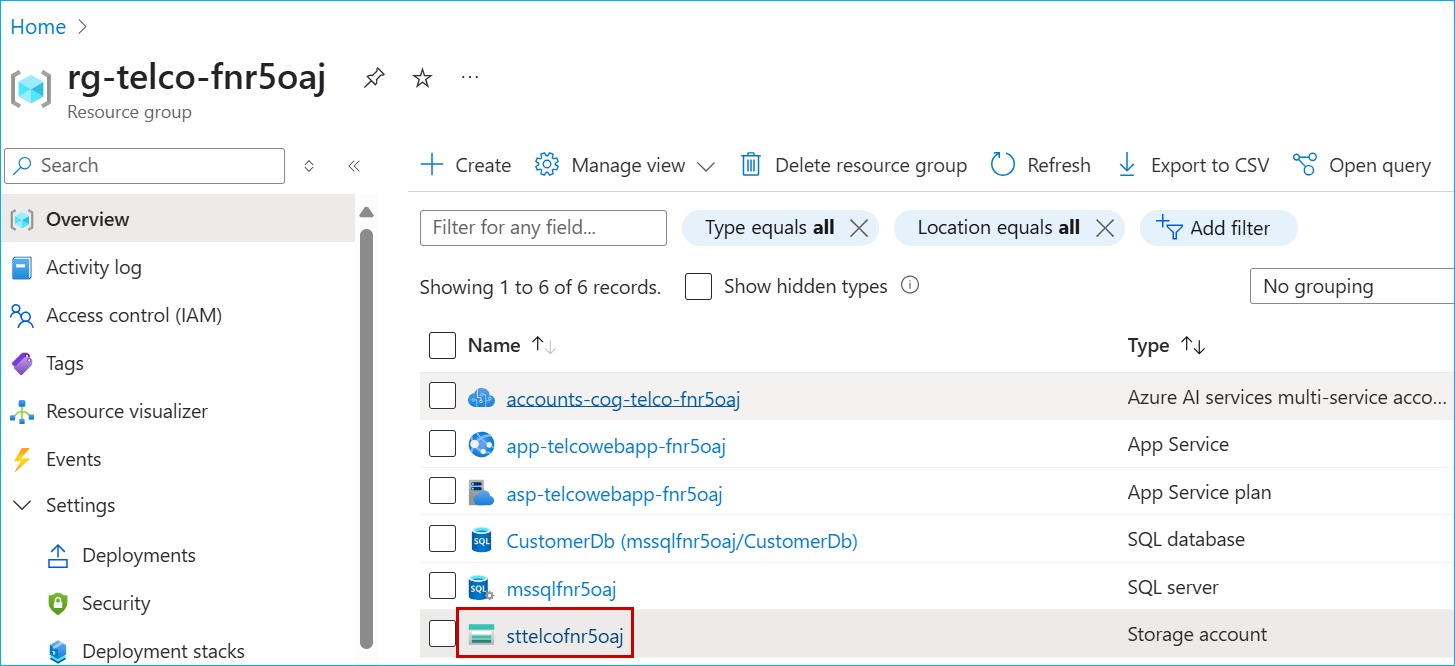 Home
rg-telco-fnr5oaj
Resource group
Search
Create
Manage view
Delete resource group
Refresh
Export to CSV
Open query
Overview
Activity log
Access control (IAM)
Tags
Resource visualizer
Events
Settings
Deployments
Security
Deployment stacks
Filter for any field...
Type equals all
Location equals all
Add filter
Showing 1 to 6 of 6 records.
Show hidden types
No grouping
Name
Type
accounts-cog-telco-fnr5oaj
Azure AI services multi-service acco...
app-telcowebapp-fnr5oaj
App Service
asp-telcowebapp-fnr5oaj
App Service plan
CustomerDb (mssqlfnr5oaj/CustomerDb)
SQL database
mssqlfnr5oaj
SQL server
sttelcofnr5oaj
Storage account